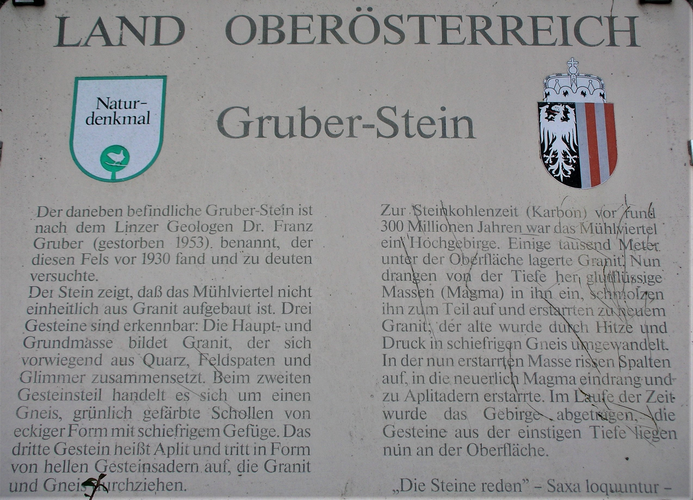 LAND OBERÖSTERREICH
Natur-
denkmal
Gruber-Stein
Der daneben befindliche Gruber-Stein ist
nach dem Linzer Geologen Dr. Franz
Gruber (gestorben 1953) benannt, der
diesen Fels vor 1930 fand und zu deuten
versuchte.
Der Stein zeigt, daß das Mühlviertel nicht
einheitlich aus Granit aufgebaut ist. Drei
Gesteine sind erkennbar: Die Haupt- und
Grundmasse bildet Granit, der sich
vorwiegend aus Quarz, Feldspaten und
Glimmer zusammensetzt. Beim zweiten
Gesteinsteil handelt es sich um einen
Gneis, grünlich gefärbte Schollen von
eckiger Form mit schiefrigem Gefüge. Das
dritte Gestein heißt Aplit und tritt in Form
von hellen Gesteinsadern auf, die Granit
und Gneis durchziehen.
Zur Steinkohlenzeit (Karbon) vor rund
300 Millionen Jahren war das Mühlviertel
ein Hochgebirge. Einige tausend Meter
unter der Oberfläche lagerte Granit. Nun
drangen von der Tiefe her glutflüssige
Massen (Magma) in ihn ein, schmolzen
ihn zum Teil auf und erstarrten zu neuem
Granit; der alte wurde durch Hitze und
Druck in schiefrigen Gneis umgewandelt.
In der nun erstarrten Masse rissen Spalten
auf, in die neuerlich Magma eindrang und
zu Aplitadern erstarrte. Im Laufe der Zeit
wurde das Gebirge abgetragen, die
Gesteine aus der einstigen Tiefe liegen
nun an der Oberfläche.
„Die Steine reden" – Saxa loquuntur –